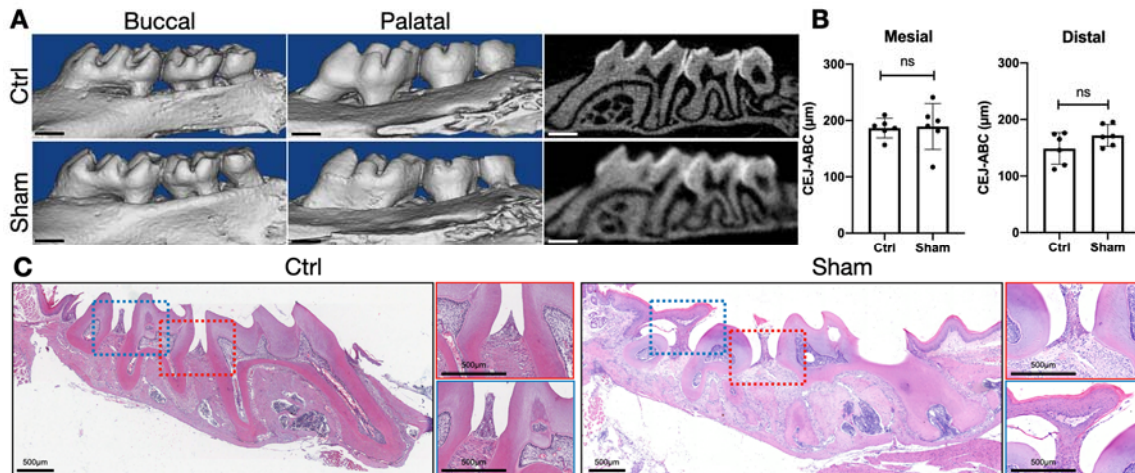 A
Buccal
Palatal
Ctrl
Sham
B
Mesial
ns
CEJ-ABC (µm)
300
200
100
0
Ctrl
Sham
Distal
ns
CEJ-ABC (µm)
300
200
100
0
Ctrl
Sham
C
Ctrl
Sham
500µm
500µm
500µm
500µm
500µm
500µm